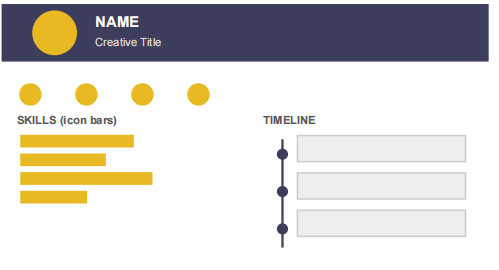 NAME
Creative Title
SKILLS (icon bars)
TIMELINE